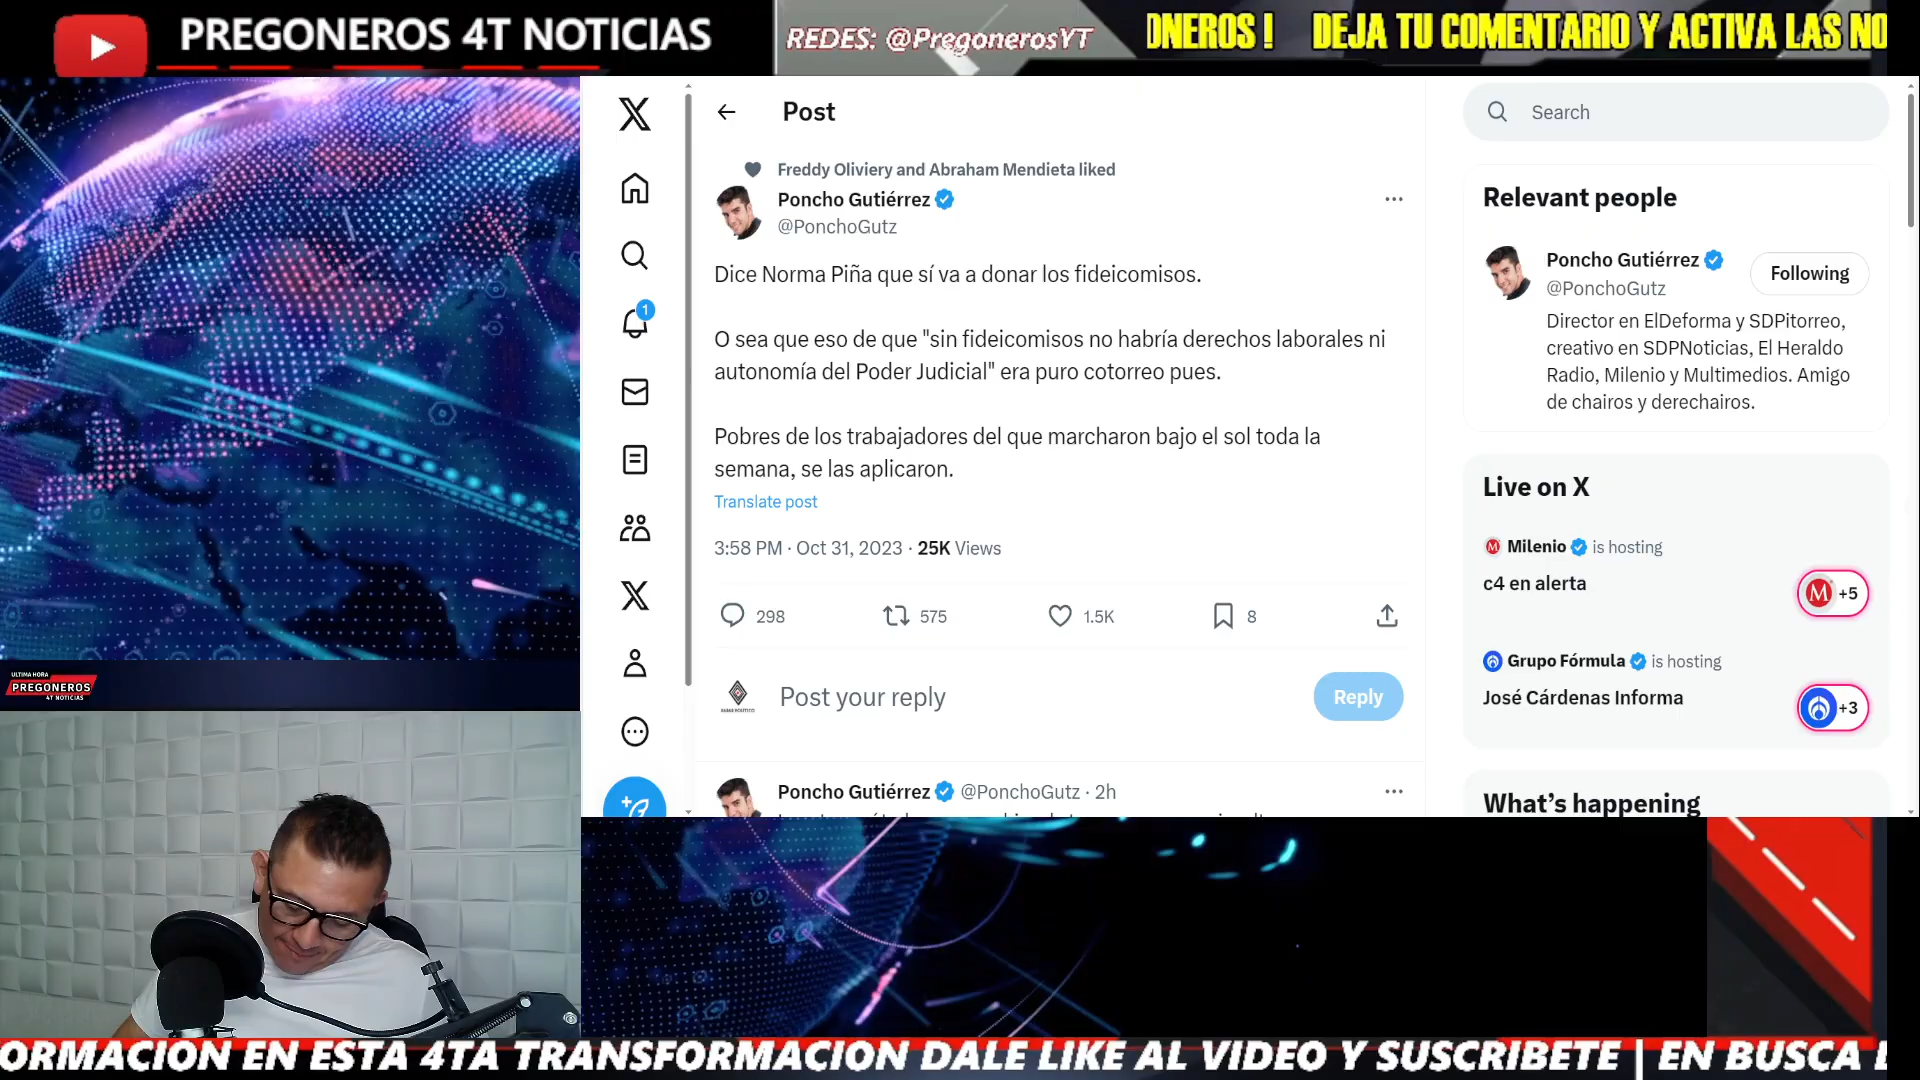 PREGONEROS 4T NOTICIAS
REDES: @PregonerosYT
ONEROS ! DEJA TU COMENTARIO Y ACTIVA LAS NO
Post
Freddy Oliviery and Abraham Mendieta liked
Poncho Gutiérrez
@PonchoGutz
Dice Norma Piña que sí va a donar los fideicomisos.
O sea que eso de que "sin fideicomisos no habría derechos laborales ni
autonomía del Poder Judicial" era puro cotorreo pues.
Pobres de los trabajadores del que marcharon bajo el sol toda la
semana, se las aplicaron.
Translate post
3:58 PM · Oct 31, 2023 · 25K Views
298 575 1.5K 8
Post your reply
Reply
Poncho Gutiérrez @PonchoGutz · 2h
1
Search
Relevant people
Poncho Gutiérrez
@PonchoGutz
Following
Director en ElDeforma y SDPitorreo,
creativo en SDPNoticias, El Heraldo
Radio, Milenio y Multimedios. Amigo
de chairos y derechairos.
Live on X
Milenio is hosting
c4 en alerta
M +5
Grupo Fórmula is hosting
José Cárdenas Informa
+3
What's happening
ULTIMA HORA
PREGONEROS
4T NOTICIAS
ORMACIÓN EN ESTA 4TA TRANSFORMACION DALE LIKE AL VIDEO Y SUSCRIBETE | EN BUSCA